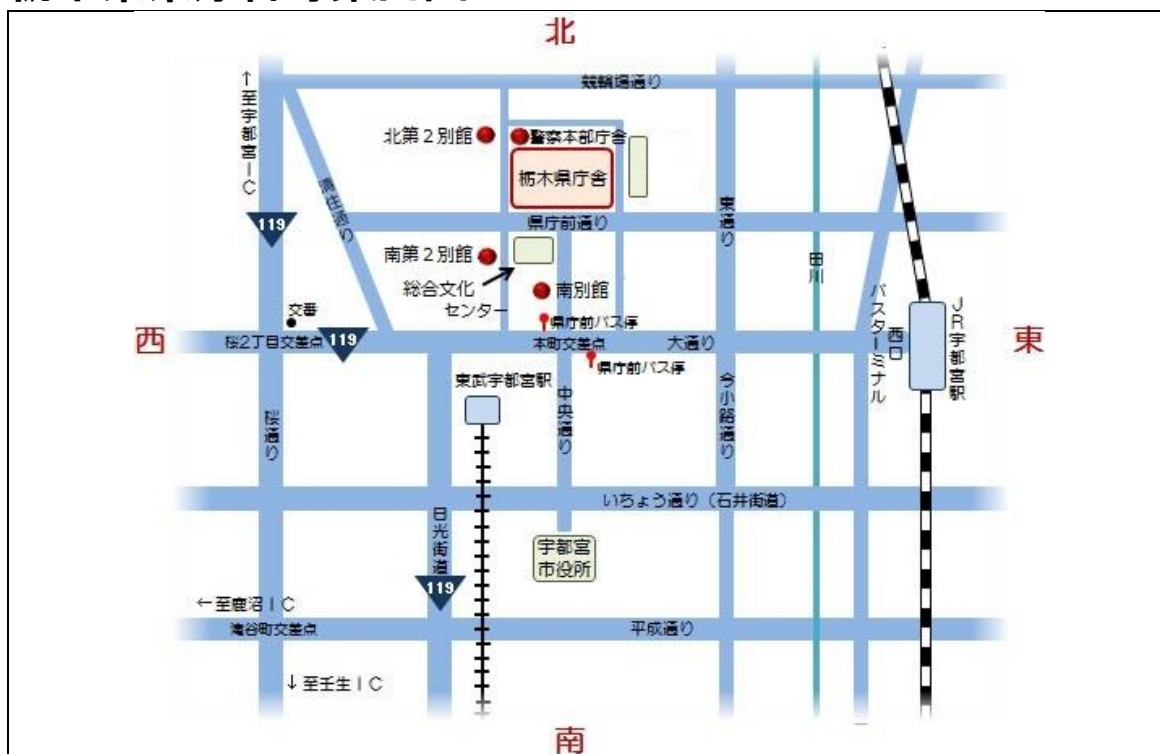 北
競輪場通り
↑至宇都宮ＩＣ
北第２別館
警察本部庁舎
栃木県庁舎
清住通り
119
県庁前通り
東通り
田川
南第２別館
総合文化
センター
南別館
交番
県庁前バス停
西
桜２丁目交差点
119
本町交差点
大通り
県庁前バス停
バスターミナル
西口
ＪＲ宇都宮駅
東
東武宇都宮駅
中央通り
今小路通り
桜通り
いちょう通り（石井街道）
日光街道
宇都宮
市役所
119
←至鹿沼ＩＣ
滝谷町交差点
平成通り
↓至壬生ＩＣ
南